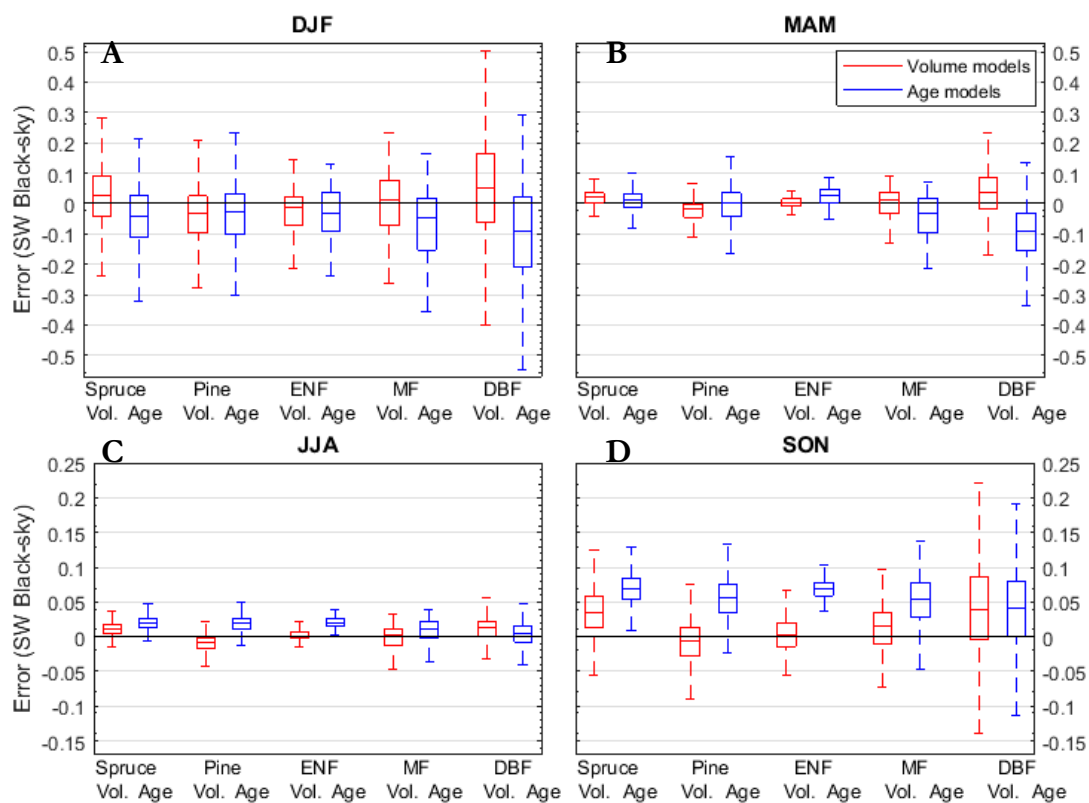 DJF
MAM
A
B
0.5
0.4
0.3
0.2
0.1
0
-0.1
-0.2
-0.3
-0.4
-0.5
Error (SW Black-sky)
Volume models
Age models
0.5
0.4
0.3
0.2
0.1
0
-0.1
-0.2
-0.3
-0.4
-0.5
Spruce Pine ENF MF DBF
Vol. Age Vol. Age Vol. Age Vol. Age Vol. Age
Spruce Pine ENF MF DBF
Vol. Age Vol. Age Vol. Age Vol. Age Vol. Age
JJA
SON
C
D
0.25
0.2
0.15
0.1
0.05
0
-0.05
-0.1
-0.15
Error (SW Black-sky)
0.25
0.2
0.15
0.1
0.05
0
-0.05
-0.1
-0.15
Spruce Pine ENF MF DBF
Vol. Age Vol. Age Vol. Age Vol. Age Vol. Age
Spruce Pine ENF MF DBF
Vol. Age Vol. Age Vol. Age Vol. Age Vol. Age